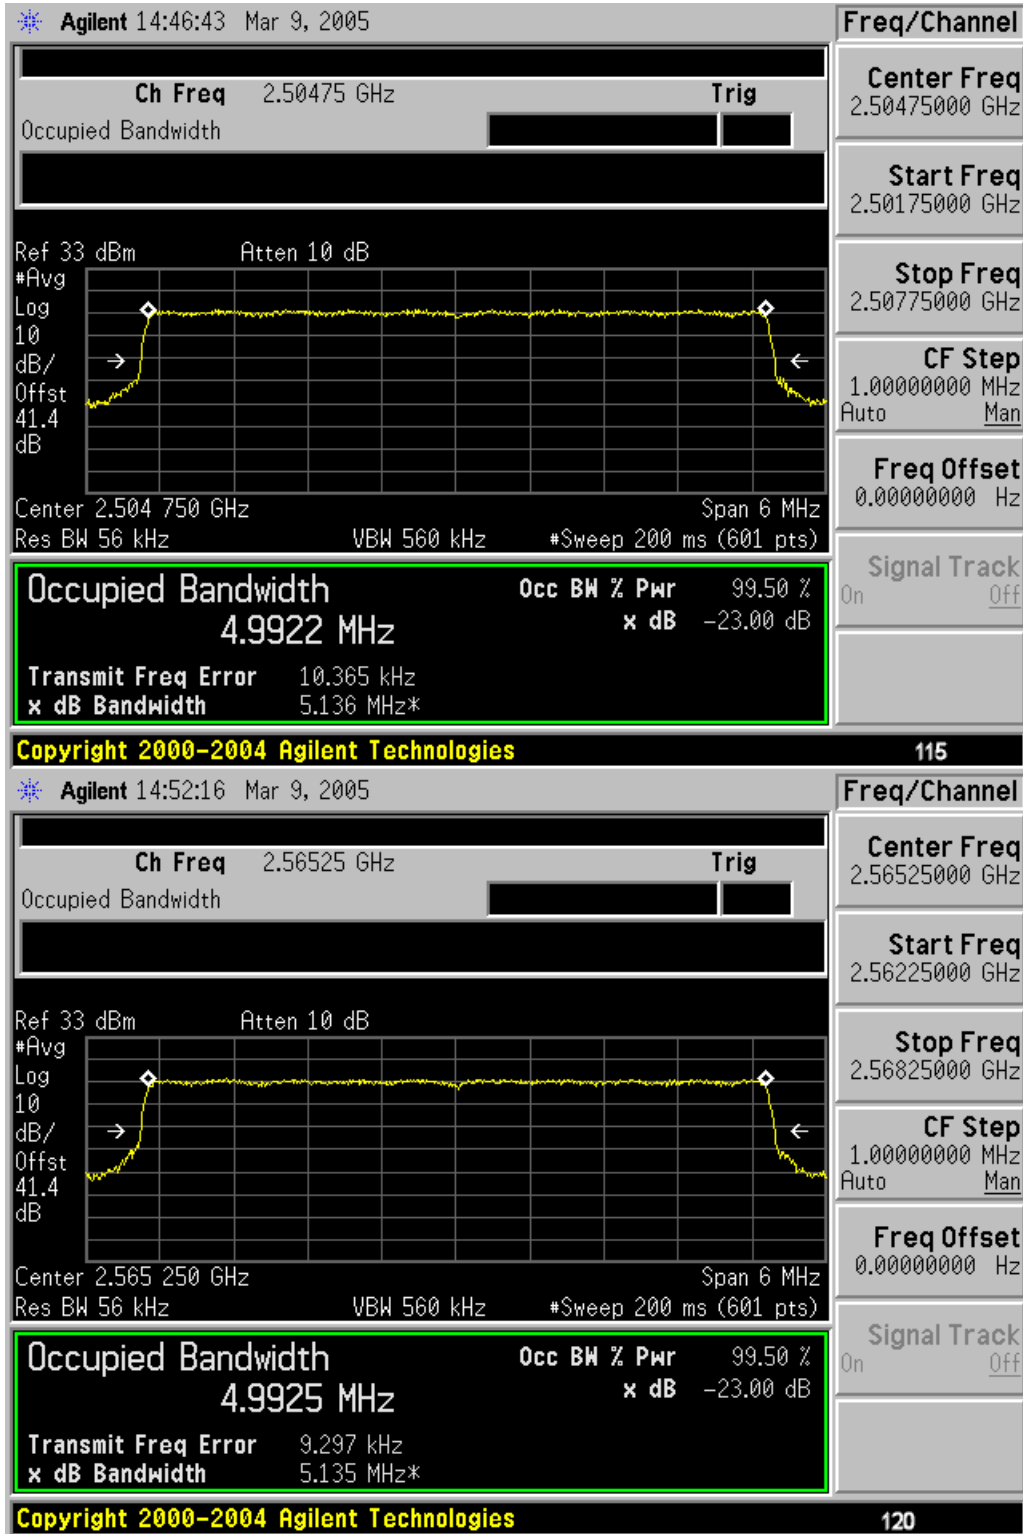 Agilent 14:46:43 Mar 9, 2005
Freq/Channel
Ch Freq 2.50475 GHz Trig
Occupied Bandwidth
Center Freq
2.50475000 GHz
Start Freq
2.50175000 GHz
Stop Freq
2.50775000 GHz
CF Step
1.00000000 MHz
Auto Man
Freq Offset
0.00000000 Hz
Signal Track
On Off
Ref 33 dBm Atten 10 dB
#Avg
Log
10
dB/
Offst
41.4
dB
Center 2.504 750 GHz Span 6 MHz
Res BW 56 kHz VBW 560 kHz #Sweep 200 ms (601 pts)
Occupied Bandwidth Occ BW % Pwr 99.50 %
4.9922 MHz x dB -23.00 dB
Transmit Freq Error 10.365 kHz
x dB Bandwidth 5.136 MHz*
Copyright 2000-2004 Agilent Technologies 115
Agilent 14:52:16 Mar 9, 2005
Freq/Channel
Ch Freq 2.56525 GHz Trig
Occupied Bandwidth
Center Freq
2.56525000 GHz
Start Freq
2.56225000 GHz
Stop Freq
2.56825000 GHz
CF Step
1.00000000 MHz
Auto Man
Freq Offset
0.00000000 Hz
Signal Track
On Off
Ref 33 dBm Atten 10 dB
#Avg
Log
10
dB/
Offst
41.4
dB
Center 2.565 250 GHz Span 6 MHz
Res BW 56 kHz VBW 560 kHz #Sweep 200 ms (601 pts)
Occupied Bandwidth Occ BW % Pwr 99.50 %
4.9925 MHz x dB -23.00 dB
Transmit Freq Error 9.297 kHz
x dB Bandwidth 5.135 MHz*
Copyright 2000-2004 Agilent Technologies 120